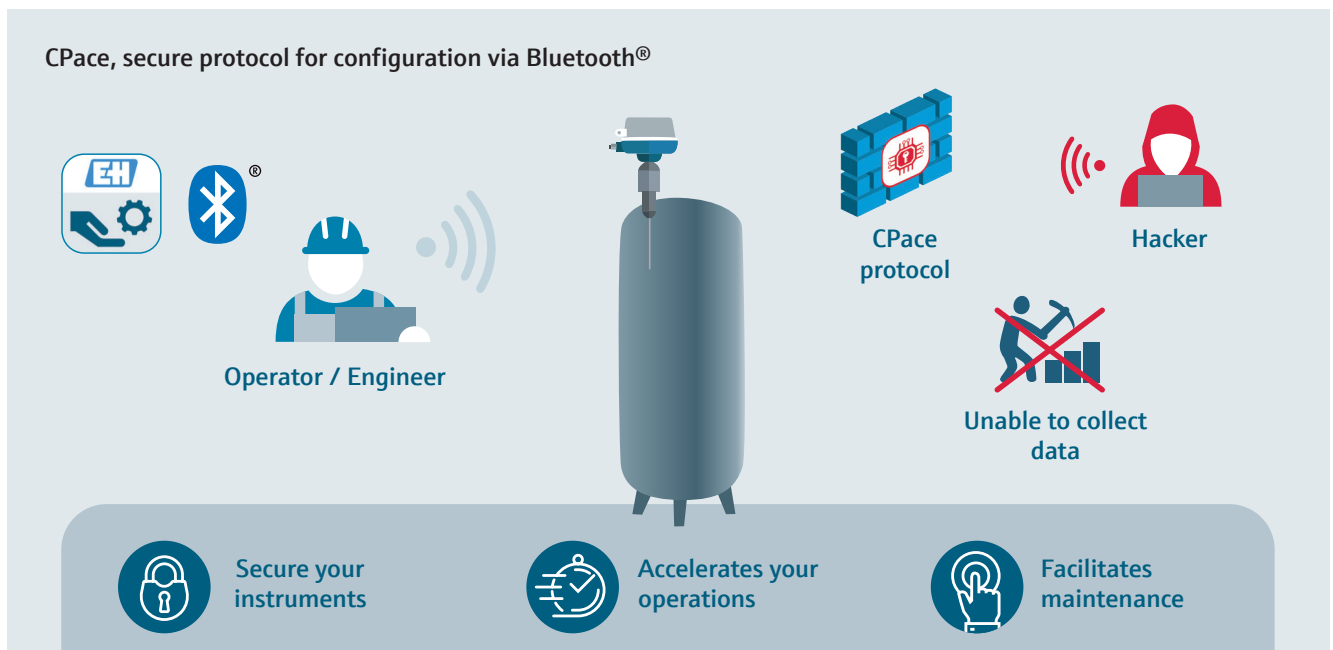 CPace, secure protocol for configuration via Bluetooth®
EH
®
Operator / Engineer
CPace
protocol
Hacker
Unable to collect
data
Secure your
instruments
Accelerates your
operations
Facilitates
maintenance